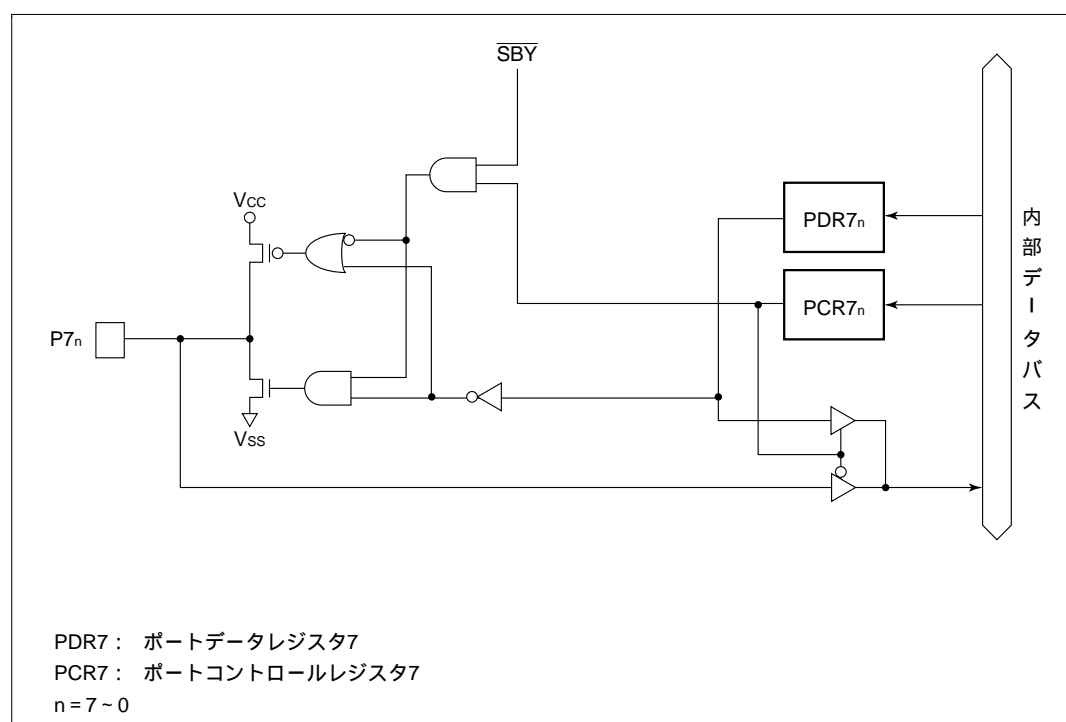 SBY
VCC
PDR7n
PCR7n
内部データバス
P7n
VSS
PDR7： ポートデータレジスタ7
PCR7： ポートコントロールレジスタ7
n = 7 ~ 0